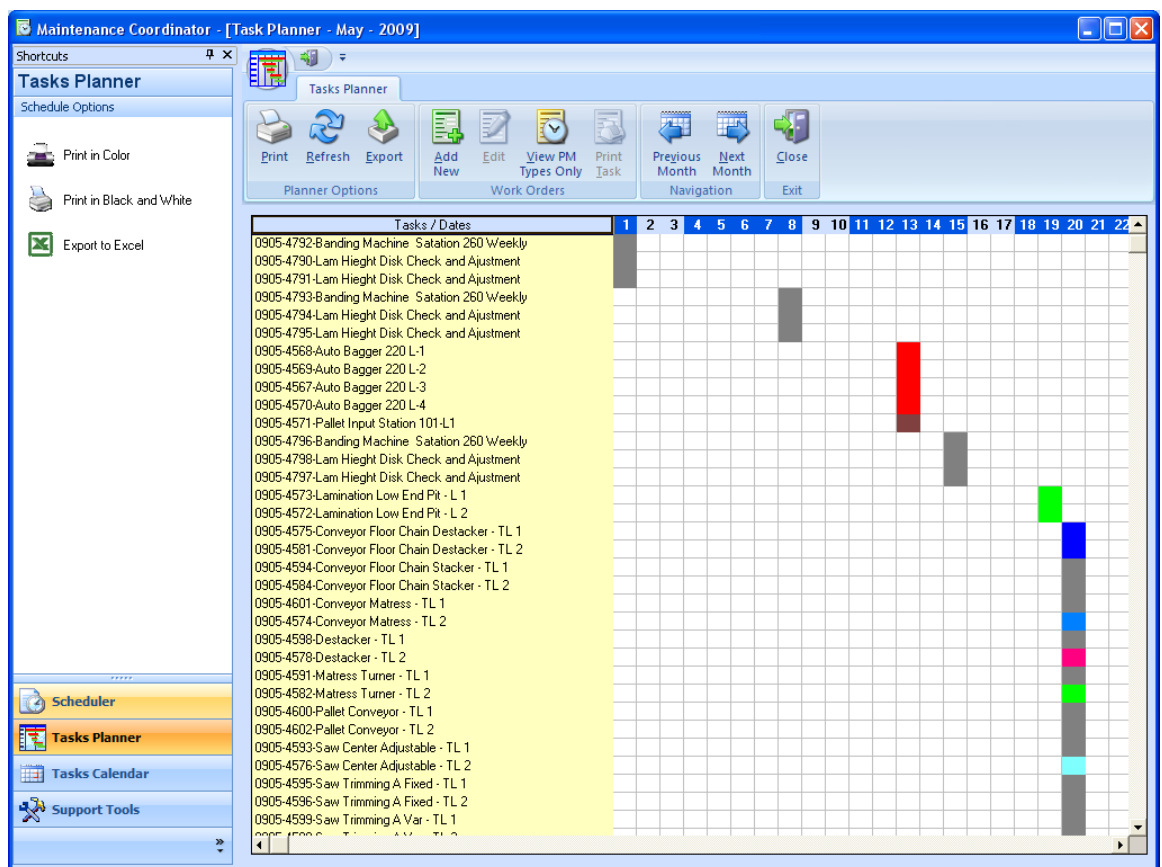 Maintenance Coordinator - [Task Planner - May - 2009]
Shortcuts
Tasks Planner
Schedule Options
Print in Color
Print in Black and White
Export to Excel
Scheduler
Tasks Planner
Tasks Calendar
Support Tools
Tasks Planner
Print Refresh Export
Planner Options
Add New Edit View PM Types Only Print Task
Work Orders
Previous Month Next Month
Navigation
Close
Exit
Tasks / Dates 1 2 3 4 5 6 7 8 9 10 11 12 13 14 15 16 17 18 19 20 21 22
0905-4792-Banding Machine Satation 260 Weekly
0905-4790-Lam Hieght Disk Check and Ajustment
0905-4791-Lam Hieght Disk Check and Ajustment
0905-4793-Banding Machine Satation 260 Weekly
0905-4794-Lam Hieght Disk Check and Ajustment
0905-4795-Lam Hieght Disk Check and Ajustment
0905-4568-Auto Bagger 220 L-1
0905-4569-Auto Bagger 220 L-2
0905-4567-Auto Bagger 220 L-3
0905-4570-Auto Bagger 220 L-4
0905-4571-Pallet Input Station 101-L1
0905-4796-Banding Machine Satation 260 Weekly
0905-4798-Lam Hieght Disk Check and Ajustment
0905-4797-Lam Hieght Disk Check and Ajustment
0905-4573-Lamination Low End Pit - L 1
0905-4572-Lamination Low End Pit - L 2
0905-4575-Conveyor Floor Chain Destacker - TL 1
0905-4581-Conveyor Floor Chain Destacker - TL 2
0905-4594-Conveyor Floor Chain Stacker - TL 1
0905-4584-Conveyor Floor Chain Stacker - TL 2
0905-4601-Conveyor Matress - TL 1
0905-4574-Conveyor Matress - TL 2
0905-4598-Destacker - TL 1
0905-4578-Destacker - TL 2
0905-4591-Matress Turner - TL 1
0905-4582-Matress Turner - TL 2
0905-4600-Pallet Conveyor - TL 1
0905-4602-Pallet Conveyor - TL 2
0905-4593-Saw Center Adjustable - TL 1
0905-4576-Saw Center Adjustable - TL 2
0905-4595-Saw Trimming A Fixed - TL 1
0905-4596-Saw Trimming A Fixed - TL 2
0905-4599-Saw Trimming A Var - TL 1